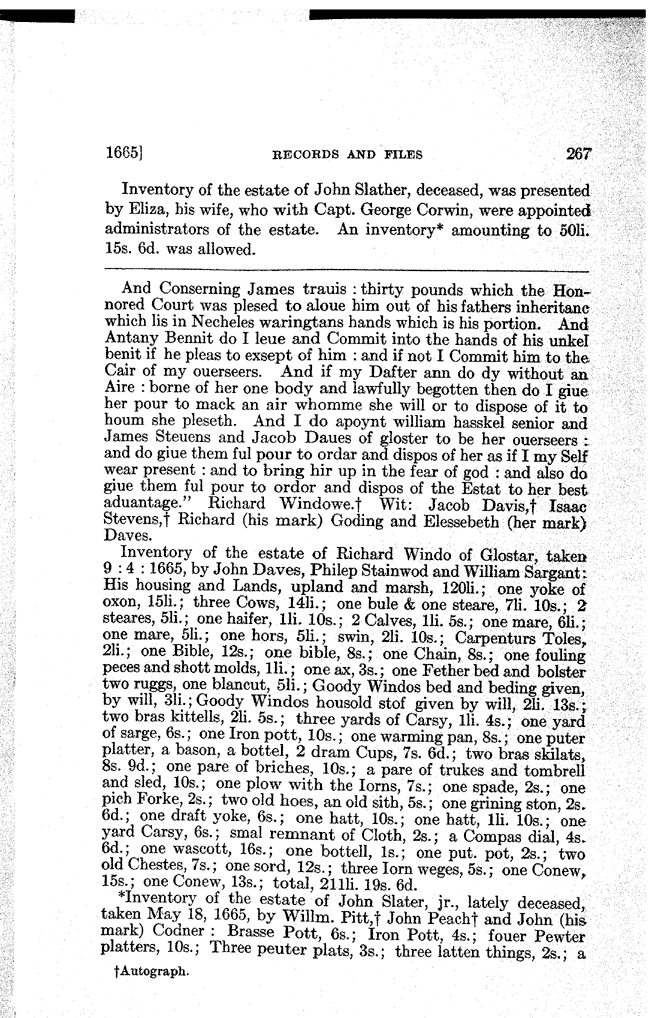 1665] RECORDS AND FILES 267
Inventory of the estate of John Slather, deceased, was presented
by Eliza, his wife, who with Capt. George Corwin, were appointed
administrators of the estate. An inventory* amounting to 50li.
15s. 6d. was allowed.
And Conserning James trauis : thirty pounds which the Hon-
nored Court was plesed to aloue him out of his fathers inheritanc
which lis in Necheles waringtans hands which is his portion. And
Antany Bennit do I leue and Commit into the hands of his unkel
benit if he pleas to exsept of him : and if not I Commit him to the
Cair of my ouerseers. And if my Dafter ann do dy without an
Aire : borne of her one body and lawfully begotten then do I giue
her pour to mack an air whomme she will or to dispose of it to
houm she pleseth. And I do apoynt william hasskel senior and
James Steuens and Jacob Daues of gloster to be her ouerseers :
and do giue them ful pour to ordar and dispos of her as if I my Self
wear present : and to bring hir up in the fear of god : and also do
giue them ful pour to ordor and dispos of the Estat to her best
aduantage." Richard Windowe.† Wit: Jacob Davis,† Isaac
Stevens,† Richard (his mark) Goding and Elessebeth (her mark)
Daves.
Inventory of the estate of Richard Windo of Glostar, taken
9 : 4 : 1665, by John Daves, Philep Stainwod and William Sargant:
His housing and Lands, upland and marsh, 120li.; one yoke of
oxon, 15li.; three Cows, 14li.; one bule & one steare, 7li. 10s.; 2
steares, 5li.; one haifer, 1li. 10s.; 2 Calves, 1li. 5s.; one mare, 6li.;
one mare, 5li.; one hors, 5li.; swin, 2li. 10s.; Carpenturs Toles,
2li.; one Bible, 12s.; one bible, 8s.; one Chain, 8s.; one fouling
peces and shott molds, 1li.; one ax, 3s.; one Fether bed and bolster
two ruggs, one blancut, 5li.; Goody Windos bed and beding given,
by will, 3li.; Goody Windos housold stof given by will, 2li. 13s.;
two bras kittells, 2li. 5s.; three yards of Carsy, 1li. 4s.; one yard
of sarge, 6s.; one Iron pott, 10s.; one warming pan, 8s.; one puter
platter, a bason, a bottel, 2 dram Cups, 7s. 6d.; two bras skilats,
8s. 9d.; one pare of briches, 10s.; a pare of trukes and tombrell
and sled, 10s.; one plow with the Iorns, 7s.; one spade, 2s.; one
pich Forke, 2s.; two old hoes, an old sith, 5s.; one grining ston, 2s.
6d.; one draft yoke, 6s.; one hatt, 10s.; one hatt, 1li. 10s.; one
yard Carsy, 6s.; smal remnant of Cloth, 2s.; a Compas dial, 4s.
6d.; one wascott, 16s.; one bottell, 1s.; one put. pot, 2s.; two
old Chestes, 7s.; one sord, 12s.; three Iorn weges, 5s.; one Conew,
15s.; one Conew, 13s.; total, 211li. 19s. 6d.
*Inventory of the estate of John Slater, jr., lately deceased,
taken May 18, 1665, by Willm. Pitt,† John Peach† and John (his
mark) Codner : Brasse Pott, 6s.; Iron Pott, 4s.; fouer Pewter
platters, 10s.; Three peuter plats, 3s.; three latten things, 2s.; a
†Autograph.